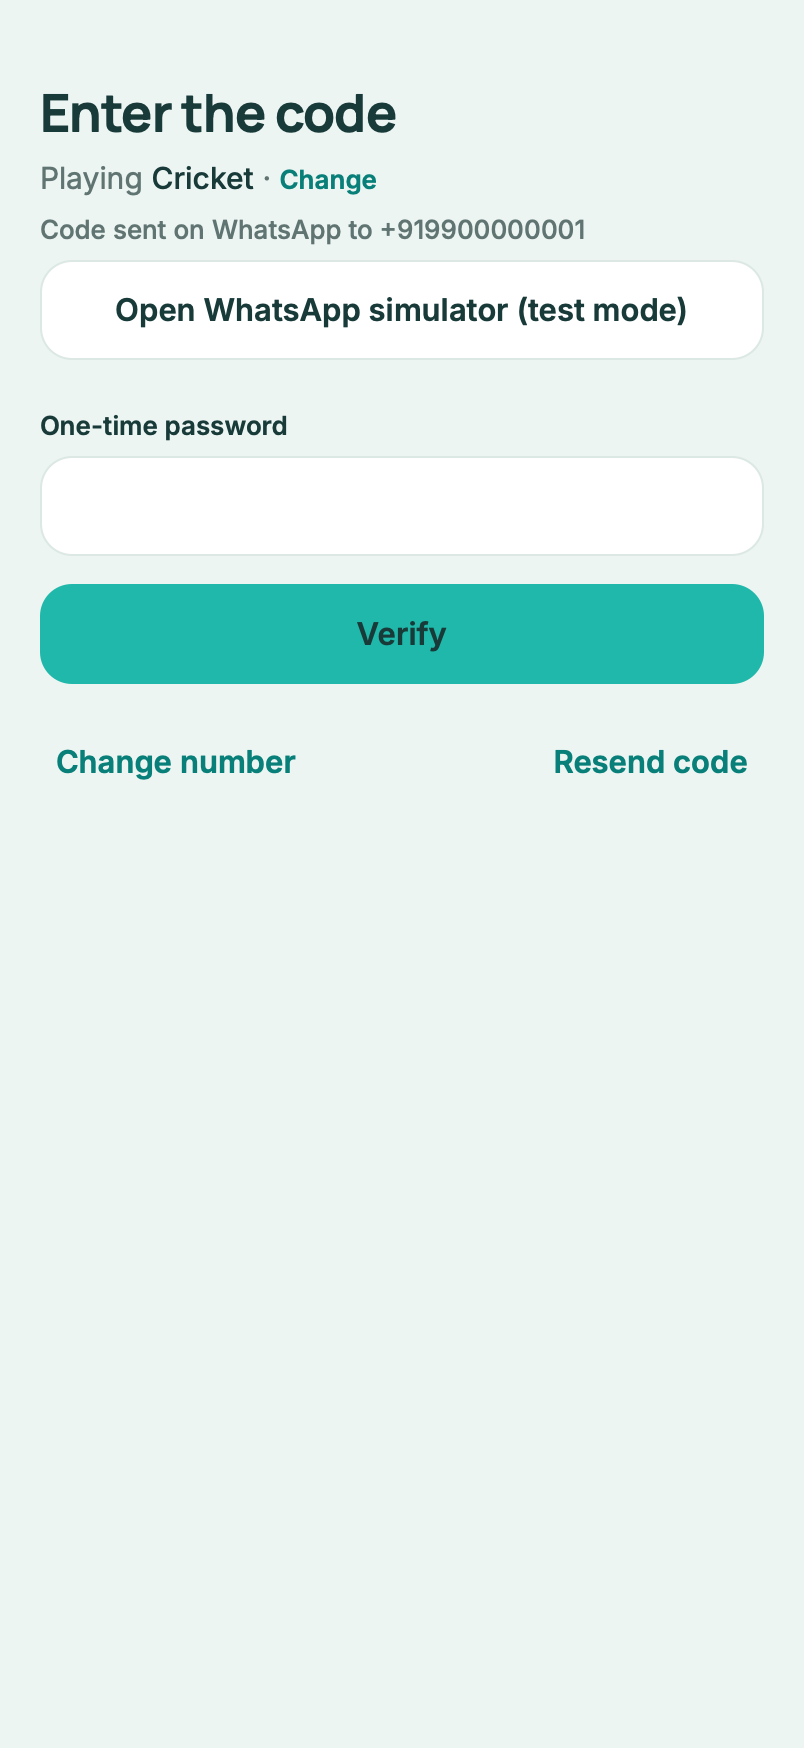 Enter the code
Playing Cricket · Change
Code sent on WhatsApp to +919900000001
Open WhatsApp simulator (test mode)
One-time password
Verify
Change number
Resend code